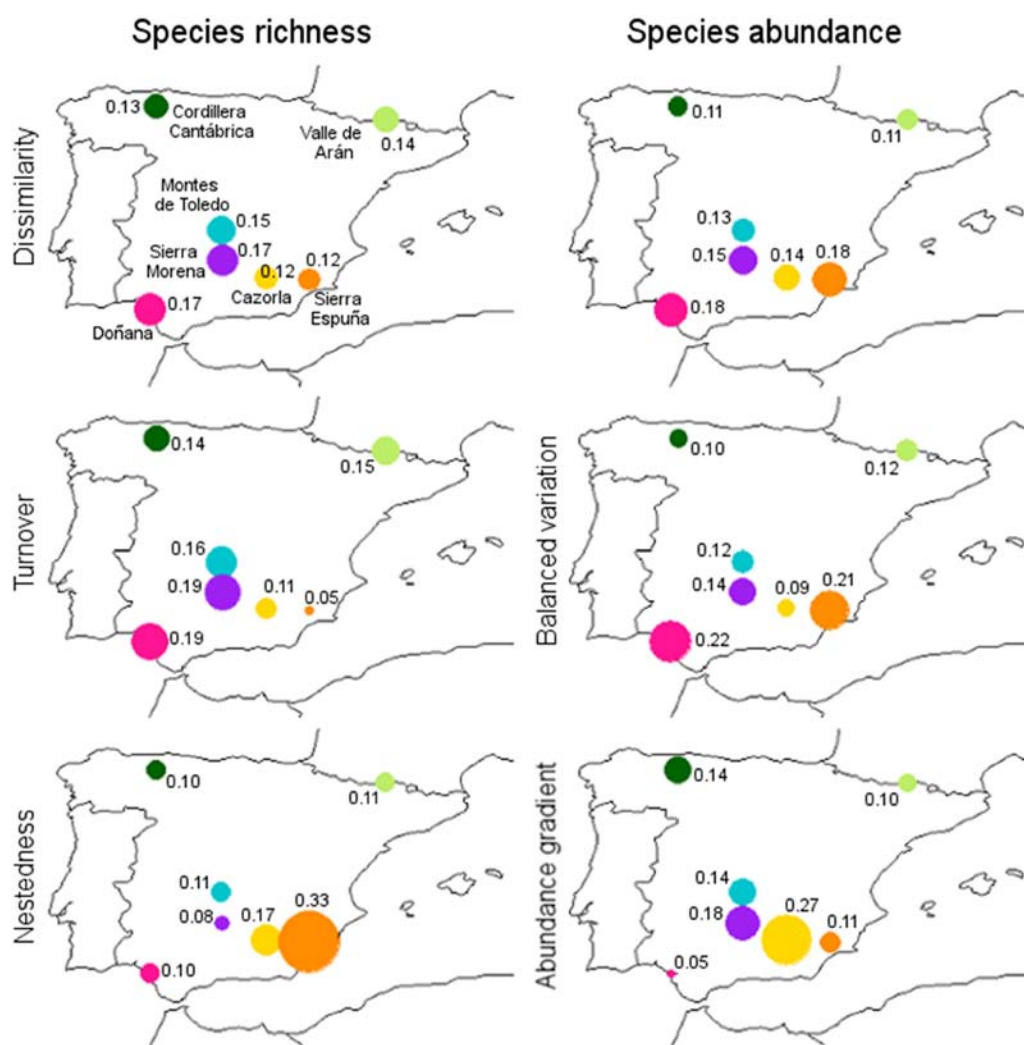 Species richness
Species abundance
Dissimilarity
0.13
Cordillera
Cantábrica
Valle de
Arán
0.14
Montes
de Toledo
0.15
Sierra
Morena
0.17
0.12
Cazorla
0.12
Sierra
Espuña
0.17
Doñana
0.11
0.11
0.13
0.15
0.14
0.18
0.18
Turnover
0.14
0.15
0.16
0.19
0.11
0.05
0.19
Balanced variation
0.10
0.12
0.12
0.14
0.09
0.21
0.22
Nestedness
0.10
0.11
0.11
0.08
0.17
0.33
0.10
Abundance gradient
0.14
0.10
0.14
0.18
0.27
0.11
0.05